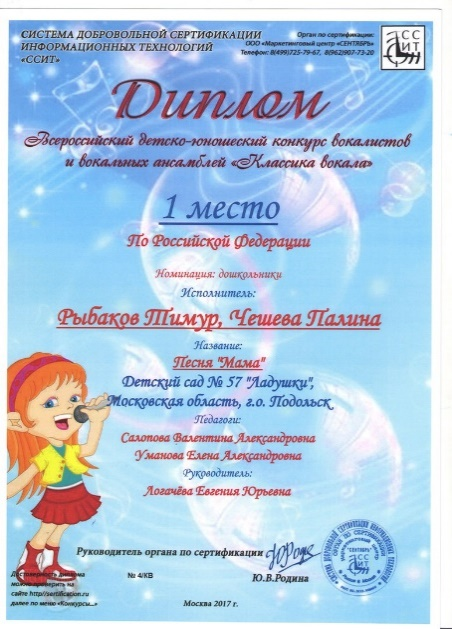 СИСТЕМА ДОБРОВОЛЬНОЙ СЕРТИФИКАЦИИ
ИНФОРМАЦИОННЫХ ТЕХНОЛОГИЙ
«ССИТ»
Орган по сертификации:
ООО «Маркетинговый центр «СЕНТЯБРЬ»
Телефон: 8(499)725-79-67, 8(962)907-73-20
ССИТ
Диплом
Всероссийский детско-юношеский конкурс вокалистов
и вокальных ансамблей «Классика вокала»
1 место
По Российской Федерации
Номинация: дошкольники
Исполнитель:
Рыбаков Тимур, Чешева Палина
Название:
Песня "Мама"
Детский сад № 57 "Ладушки",
Московская область, г.о. Подольск
Педагоги:
Салопова Валентина Александровна
Уманова Елена Александровна
Руководитель:
Логачёва Евгения Юрьевна
Руководитель органа по сертификации
Ю.В.Родина
Достоверность диплома
можно проверить на
сайте http//sertification.ru
далее по меню «Конкурсы...»
№ 4/КВ
Москва 2017 г.